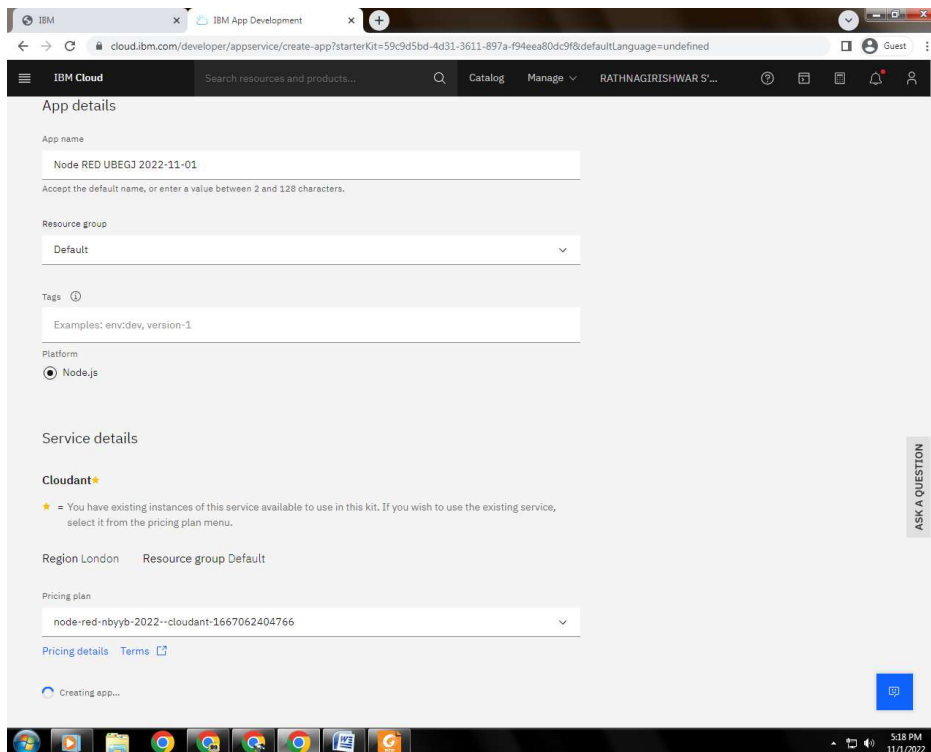 IBM
IBM App Development
cloud.ibm.com/developer/appservice/create-app?starterKit=59c9d5bd-4d31-3611-897a-f94eea80dc9f&defaultLanguage=undefined
Guest
IBM Cloud
Search resources and products...
Catalog
Manage
RATHNAGIRISHWAR S'...
App details
App name
Node RED UBEGJ 2022-11-01
Accept the default name, or enter a value between 2 and 128 characters.
Resource group
Default
Tags
Examples: env:dev, version-1
Platform
Node.js
Service details
Cloudant
= You have existing instances of this service available to use in this kit. If you wish to use the existing service,
select it from the pricing plan menu.
Region London Resource group Default
Pricing plan
node-red-nbyyb-2022--cloudant-1667062404766
Pricing details Terms
Creating app...
ASK A QUESTION
5:18 PM
11/1/2022